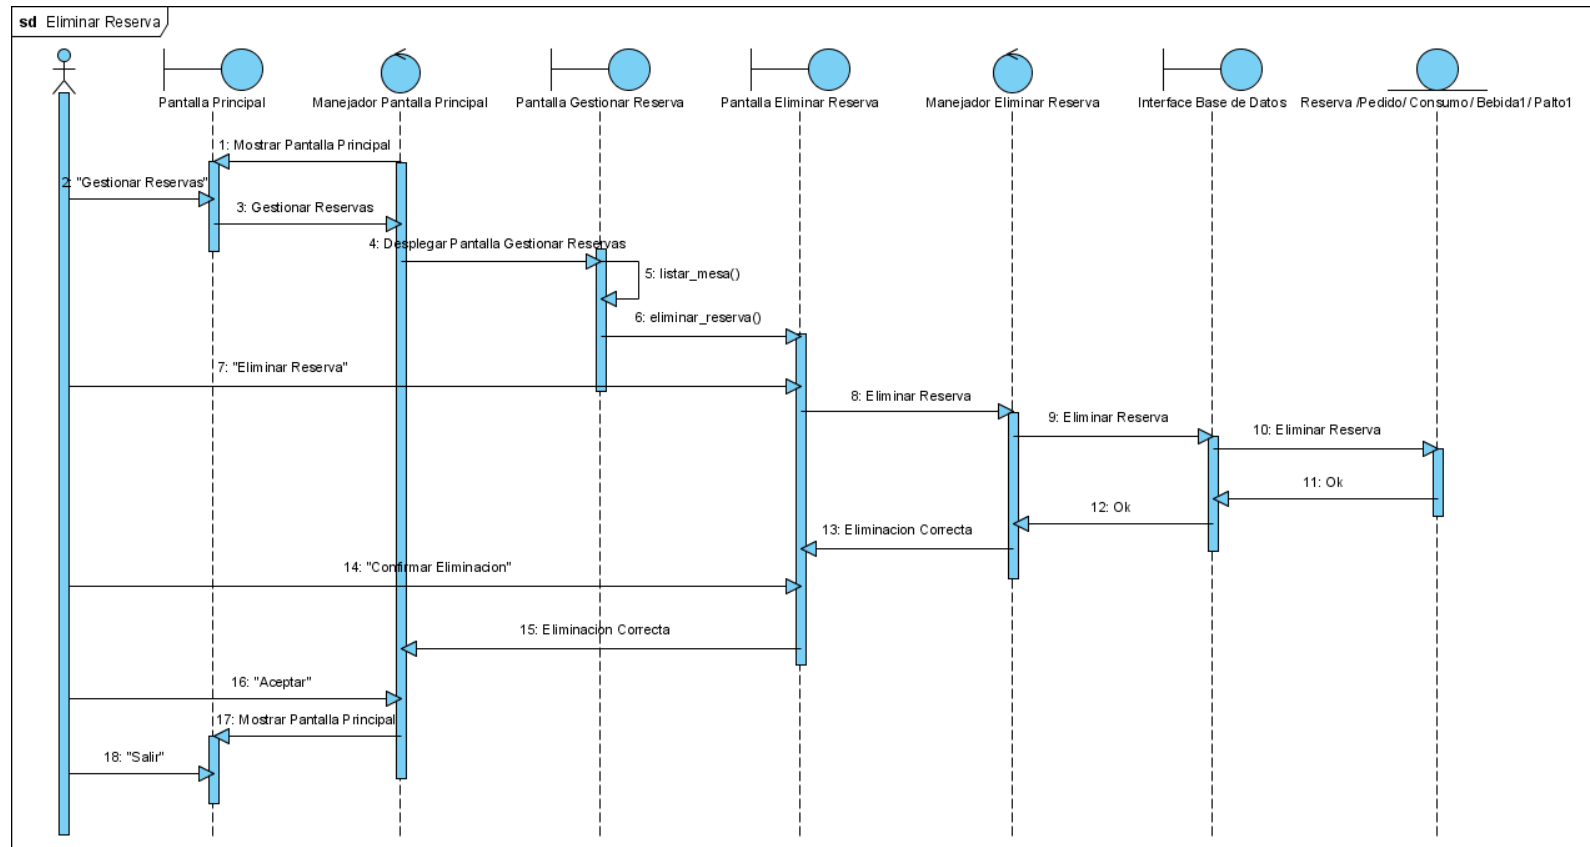 sd Eliminar Reserva
Pantalla Principal
Manejador Pantalla Principal
Pantalla Gestionar Reserva
Pantalla Eliminar Reserva
Manejador Eliminar Reserva
Interface Base de Datos
Reserva /Pedido/ Consumo/ Bebida1/ Palto1
1: Mostrar Pantalla Principal
2: "Gestionar Reservas"
3: Gestionar Reservas
4: Desplegar Pantalla Gestionar Reservas
5: listar_mesa()
6: eliminar_reserva()
7: "Eliminar Reserva"
8: Eliminar Reserva
9: Eliminar Reserva
10: Eliminar Reserva
11: Ok
12: Ok
13: Eliminacion Correcta
14: "Confirmar Eliminacion"
15: Eliminacion Correcta
16: "Aceptar"
17: Mostrar Pantalla Principal
18: "Salir"